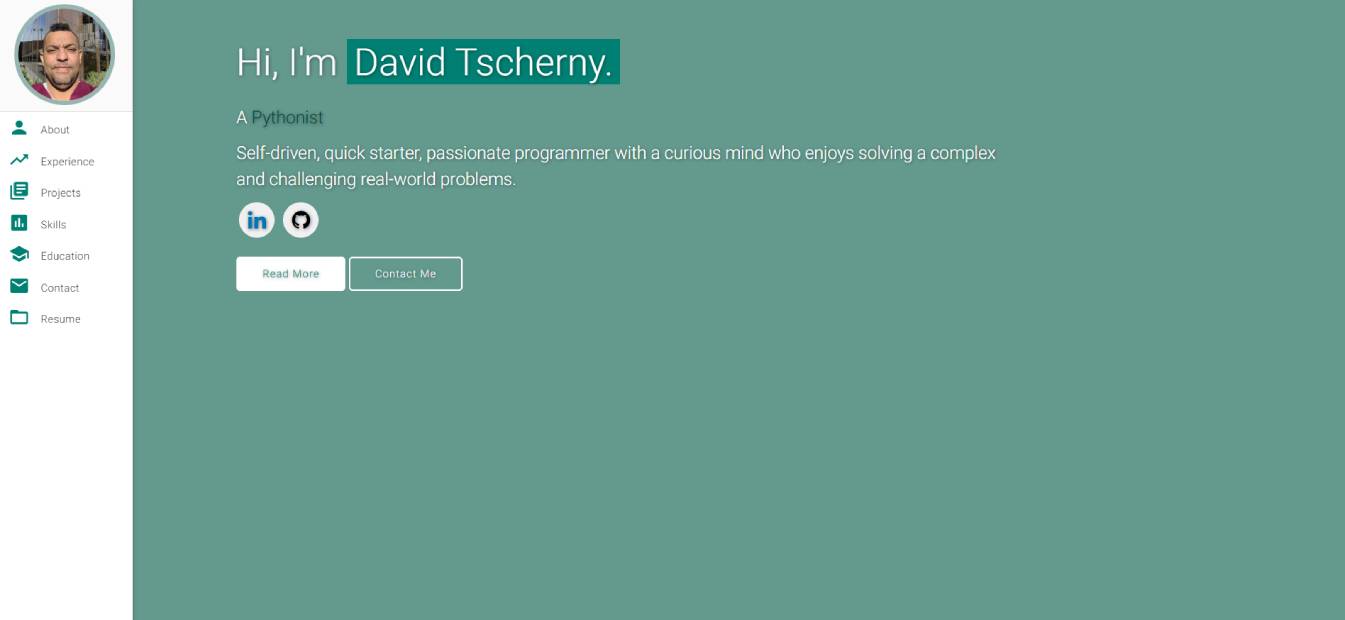 About
Experience
Projects
Skills
Education
Contact
Resume
Hi, I'm David Tscherny.
A Pythonist
Self-driven, quick starter, passionate programmer with a curious mind who enjoys solving a complex
and challenging real-world problems.
in
Read More
Contact Me